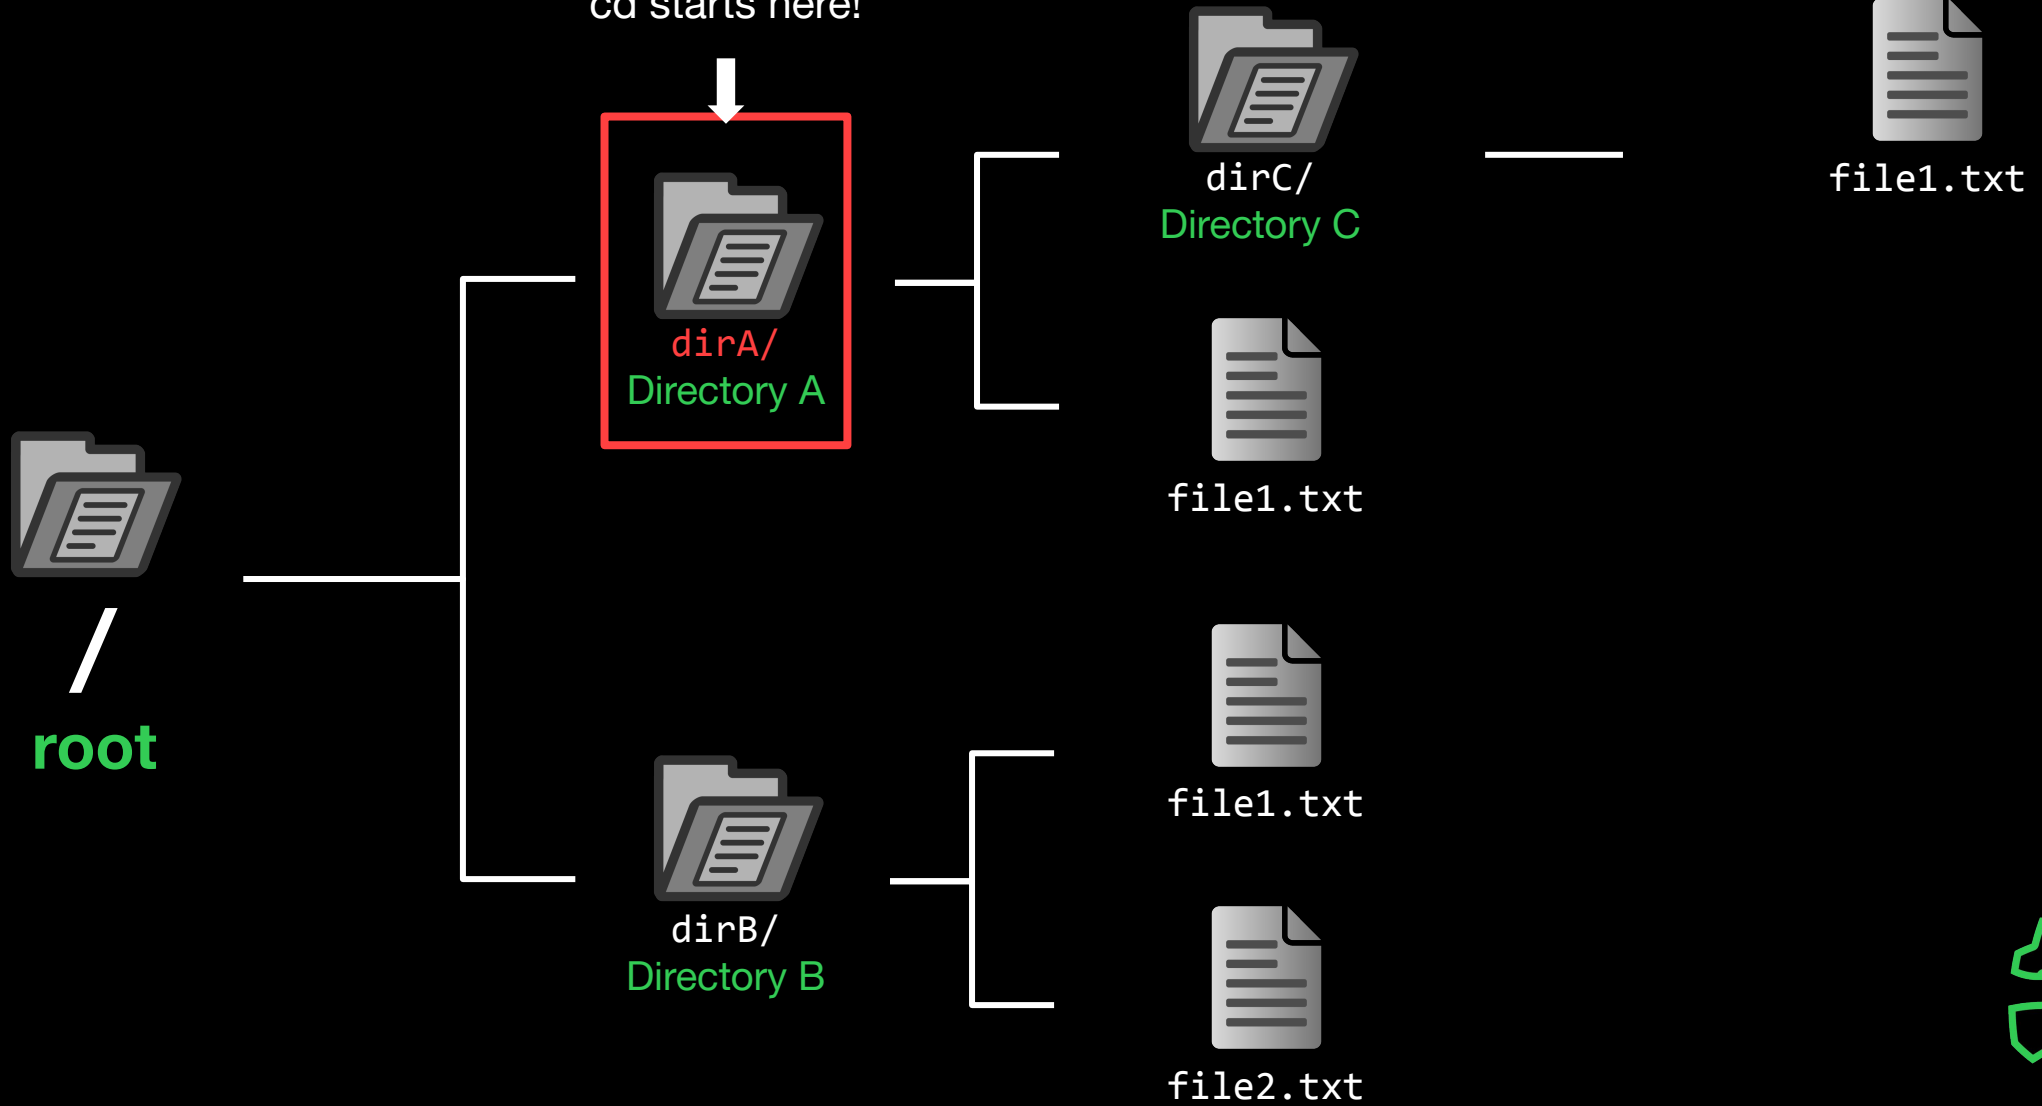 cd starts here!
dirC/
Directory C
file1.txt
dirA/
Directory A
file1.txt
/
root
file1.txt
dirB/
Directory B
file2.txt